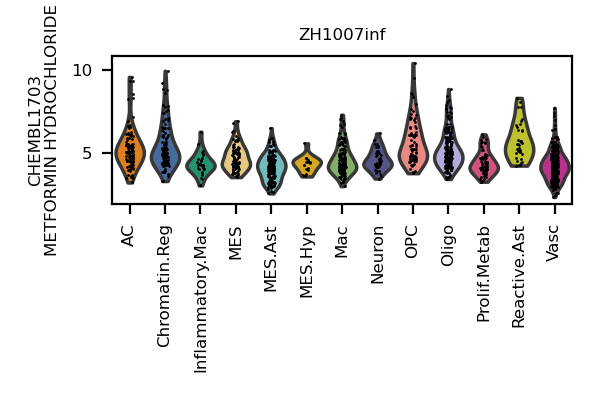 ZH1007inf
CHEMBL1703
METFORMIN HYDROCHLORIDE
10
5
AC
Chromatin.Reg
Inflammatory.Mac
MES
MES.Ast
MES.Hyp
Mac
Neuron
OPC
Oligo
Prolif.Metab
Reactive.Ast
Vasc